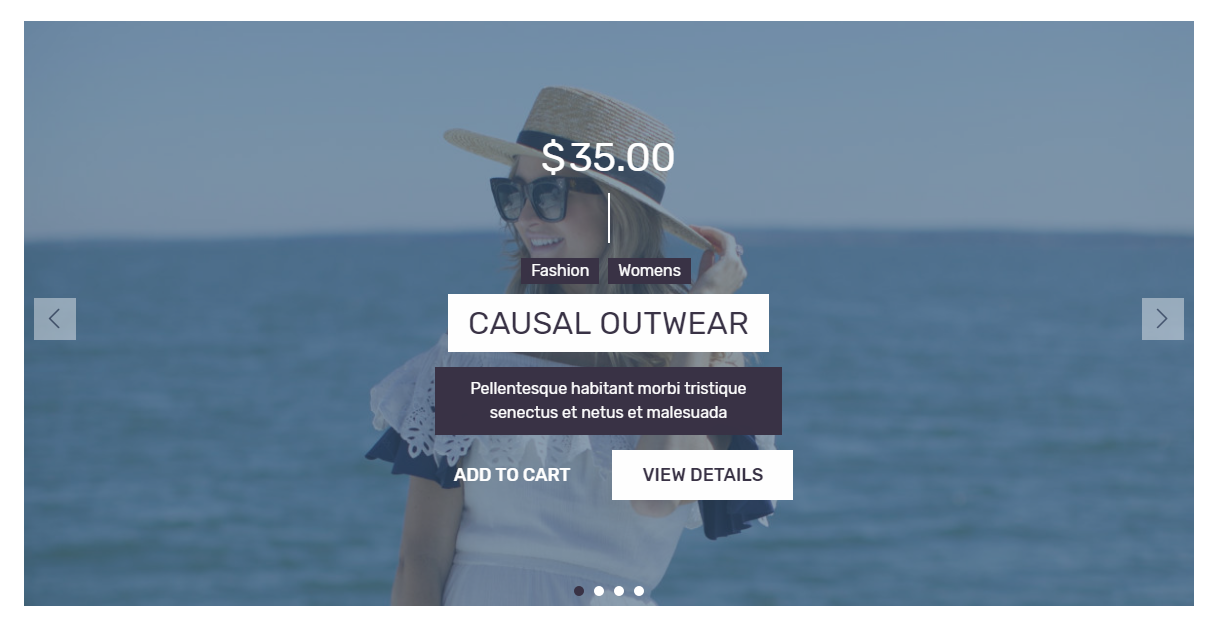 $35.00
Fashion Womens
CAUSAL OUTWEAR
Pellentesque habitant morbi tristique
senectus et netus et malesuada
ADD TO CART VIEW DETAILS